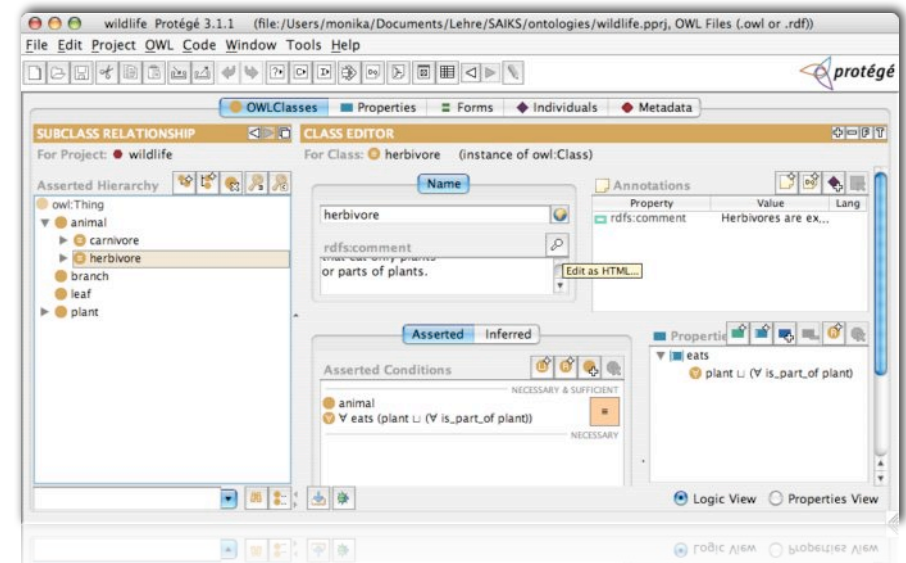 wildlife Protégé 3.1.1 (file:/Users/monika/Documents/Lehre/SAIKS/ontologies/wildlife.pprj, OWL Files (.owl or .rdf))
File Edit Project OWL Code Window Tools Help
protégé
OWLClasses Properties Forms Individuals Metadata
SUBCLASS RELATIONSHIP
For Project: wildlife
Asserted Hierarchy
owl:Thing
animal
carnivore
herbivore
branch
leaf
plant
CLASS EDITOR
For Class: herbivore (instance of owl:Class)
Name
herbivore
rdfs:comment
that eat only plants
or parts of plants.
Edit as HTML...
Annotations
Property Value Lang
rdfs:comment Herbivores are ex...
Asserted Inferred
Asserted Conditions
NECESSARY & SUFFICIENT
animal
∀ eats (plant ⊔ (∀ is_part_of plant))
NECESSARY
Propertie
eats
plant ⊔ (∀ is_part_of plant)
Logic View Properties View